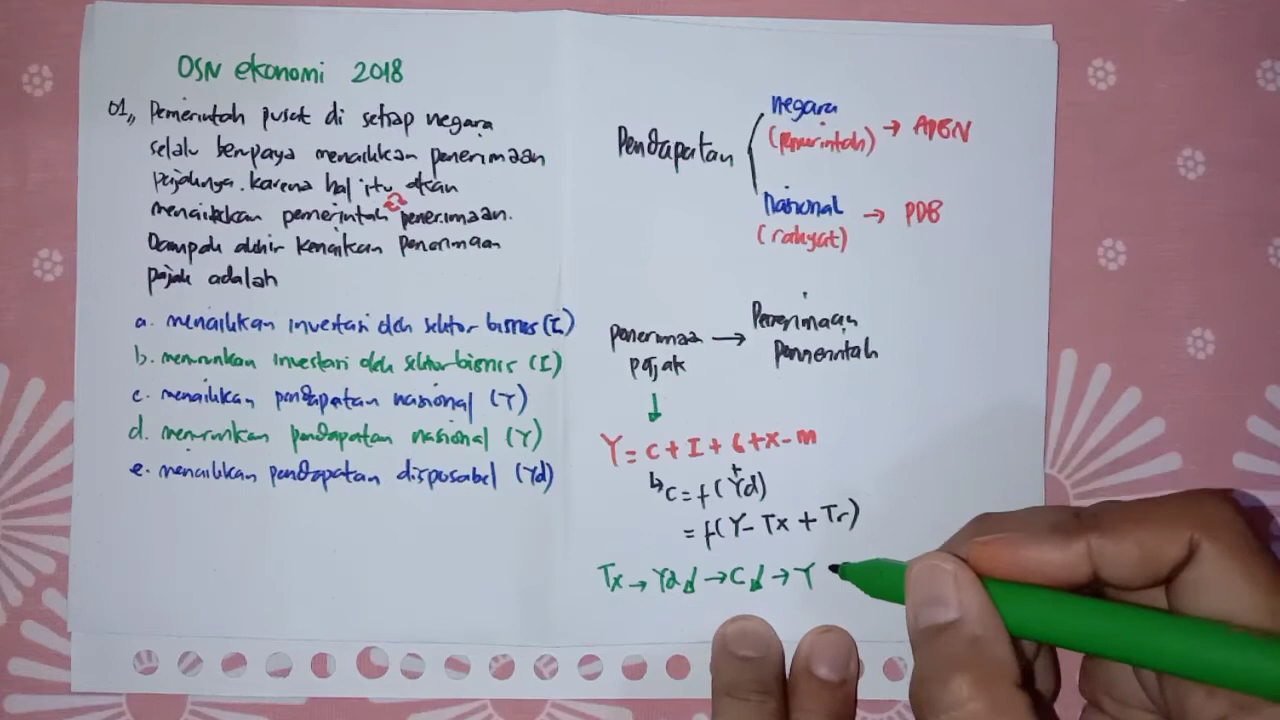 OSN ekonomi 2018
01,, Pemerintah pusat di setiap negara
selalu berupaya menaikkan penerimaan
pajaknya. karena hal itu akan
menaikkan pemerintah penerimaan.
Dampak akhir kenaikan penerimaan
pajak adalah
a. menaikkan investasi oleh sektor bisnis (I)
b. menurunkan investasi oleh sektor bisnis (I)
c. menaikkan pendapatan nasional (Y)
d. menurunkan pendapatan nasional (Y)
e. menaikkan pendapatan disposabel (Yd)
Pendapatan
negara
(pemerintah) → APBN
Nasional → PDB
(rakyat)
penerimaa → Penerimaan
pajak Pemerintah
↓
Y = C + I + G + X - M
↳ C = f(Yd)
+
= f(Y - Tx + Tr)
Tx → Yd↓ → C↓ → Y